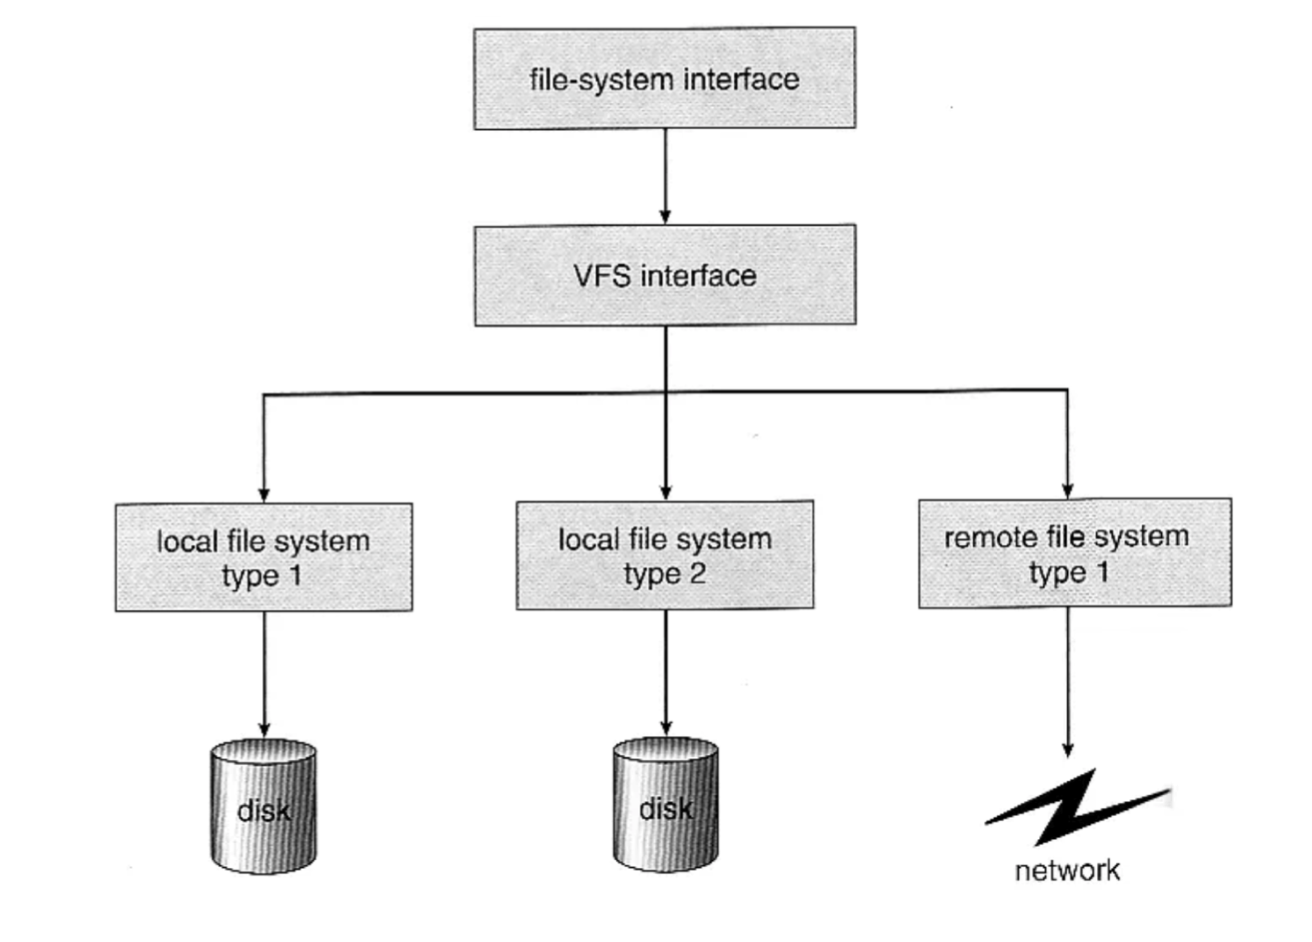 file-system interface
VFS interface
local file system
type 1
local file system
type 2
remote file system
type 1
disk
disk
network